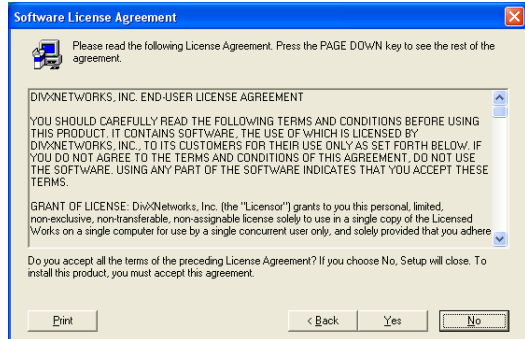 Software License Agreement
Please read the following License Agreement. Press the PAGE DOWN key to see the rest of the
agreement.
DIVXNETWORKS, INC. END-USER LICENSE AGREEMENT
YOU SHOULD CAREFULLY READ THE FOLLOWING TERMS AND CONDITIONS BEFORE USING
THIS PRODUCT. IT CONTAINS SOFTWARE, THE USE OF WHICH IS LICENSED BY
DIVXNETWORKS, INC., TO ITS CUSTOMERS FOR THEIR USE ONLY AS SET FORTH BELOW. IF
YOU DO NOT AGREE TO THE TERMS AND CONDITIONS OF THIS AGREEMENT, DO NOT USE
THE SOFTWARE. USING ANY PART OF THE SOFTWARE INDICATES THAT YOU ACCEPT THESE
TERMS.
GRANT OF LICENSE: DivXNetworks, Inc. (the "Licensor") grants to you this personal, limited,
non-exclusive, non-transferable, non-assignable license solely to use in a single copy of the Licensed
Works on a single computer for use by a single concurrent user only, and solely provided that you adhere
Do you accept all the terms of the preceding License Agreement? If you choose No, Setup will close. To
install this product, you must accept this agreement.
Print
< Back
Yes
No